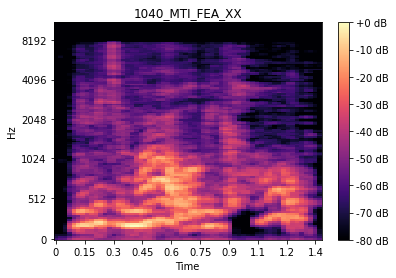 1040_MTI_FEA_XX
8192
4096
2048
1024
512
0
Hz
0 0.15 0.3 0.45 0.6 0.75 0.9 1.1 1.2 1.4
Time
+0 dB
-10 dB
-20 dB
-30 dB
-40 dB
-50 dB
-60 dB
-70 dB
-80 dB